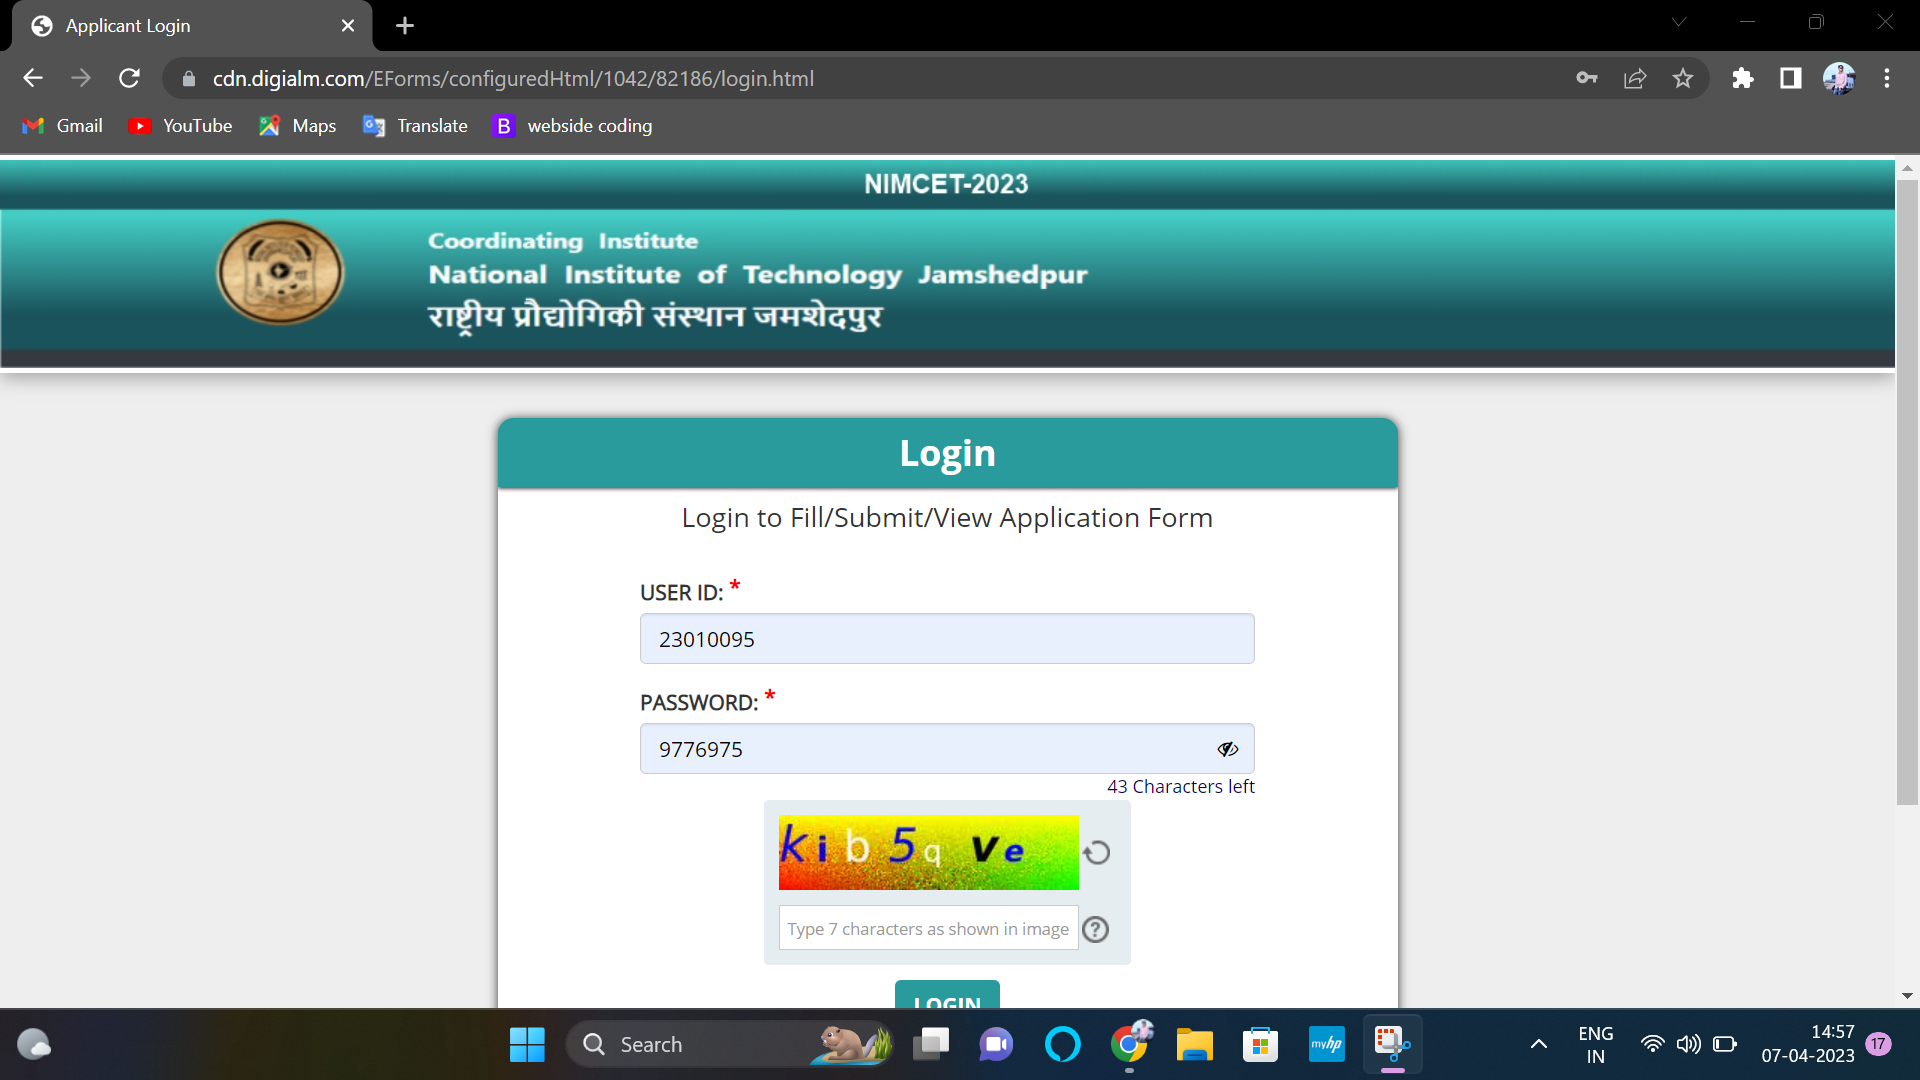 Applicant Login
cdn.digialm.com/EForms/configuredHtml/1042/82186/login.html
Gmail YouTube Maps Translate B webside coding
NIMCET-2023
Coordinating Institute
National Institute of Technology Jamshedpur
राष्ट्रीय प्रौद्योगिकी संस्थान जमशेदपुर
Login
Login to Fill/Submit/View Application Form
USER ID: *
23010095
PASSWORD: *
9776975
43 Characters left
k i b 5 q v e
Type 7 characters as shown in image
LOGIN
Search
myhp
ENG
IN
14:57
07-04-2023
17